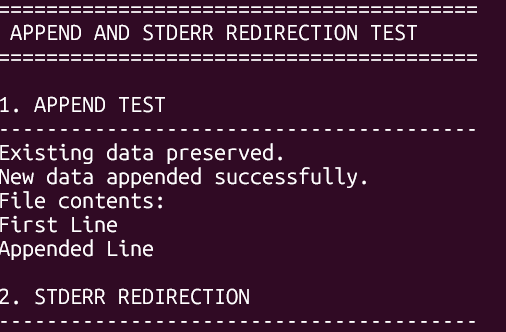 ========================================
APPEND AND STDERR REDIRECTION TEST
========================================
1. APPEND TEST
----------------------------------------
Existing data preserved.
New data appended successfully.
File contents:
First Line
Appended Line
2. STDERR REDIRECTION
----------------------------------------